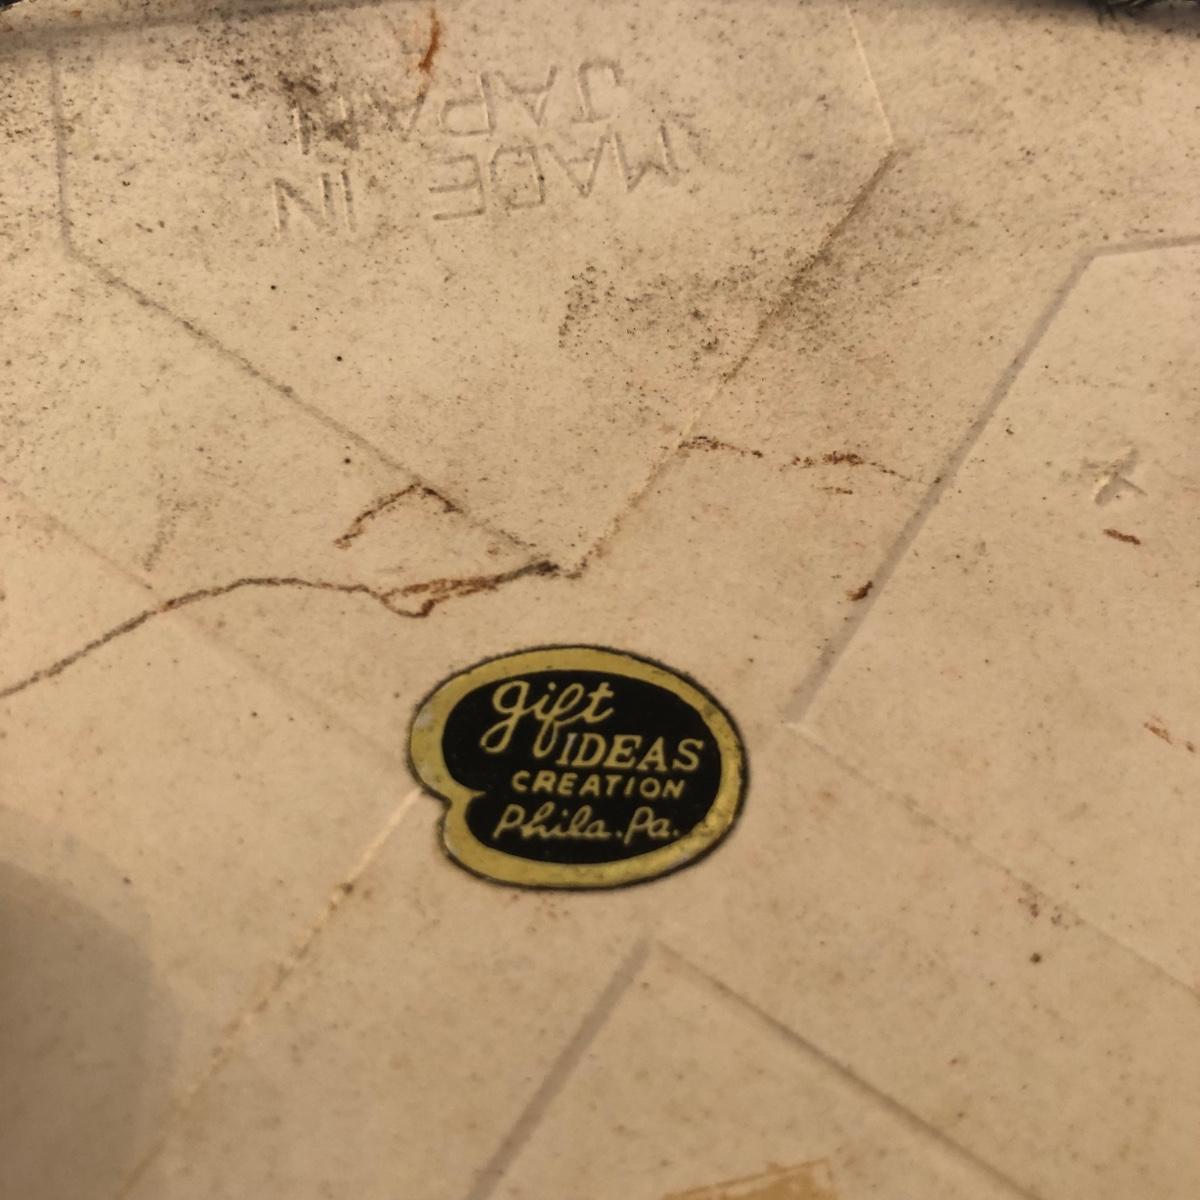 MADE IN
JAPAN
gift
IDEAS
CREATION
Phila. Pa.